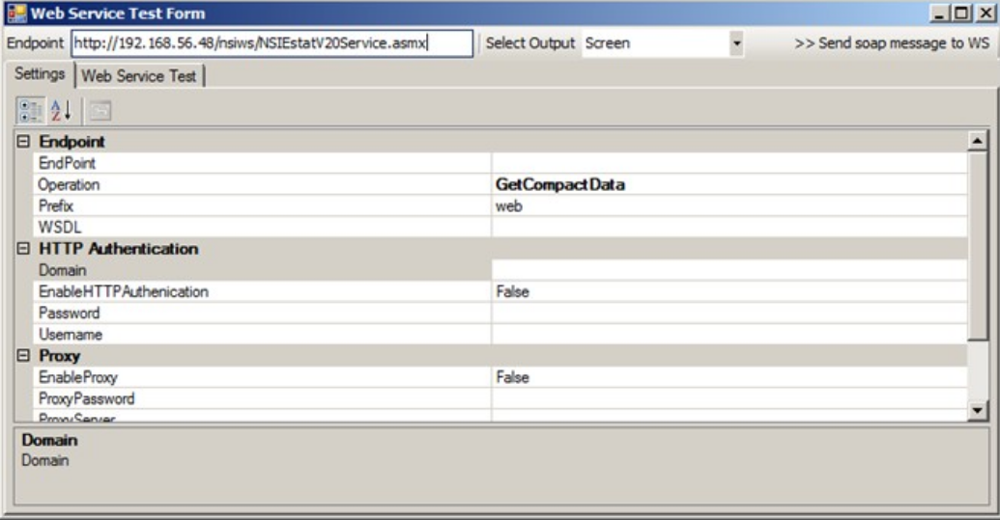 Web Service Test Form
Endpoint http://192.168.56.48/nsiws/NSIEstatV20Service.asmx Select Output Screen >> Send soap message to WS
Settings Web Service Test
Endpoint
EndPoint
Operation GetCompactData
Prefix web
WSDL
HTTP Authentication
Domain
EnableHTTPAuthenication False
Password
Username
Proxy
EnableProxy False
ProxyPassword
ProxyServer
Domain
Domain